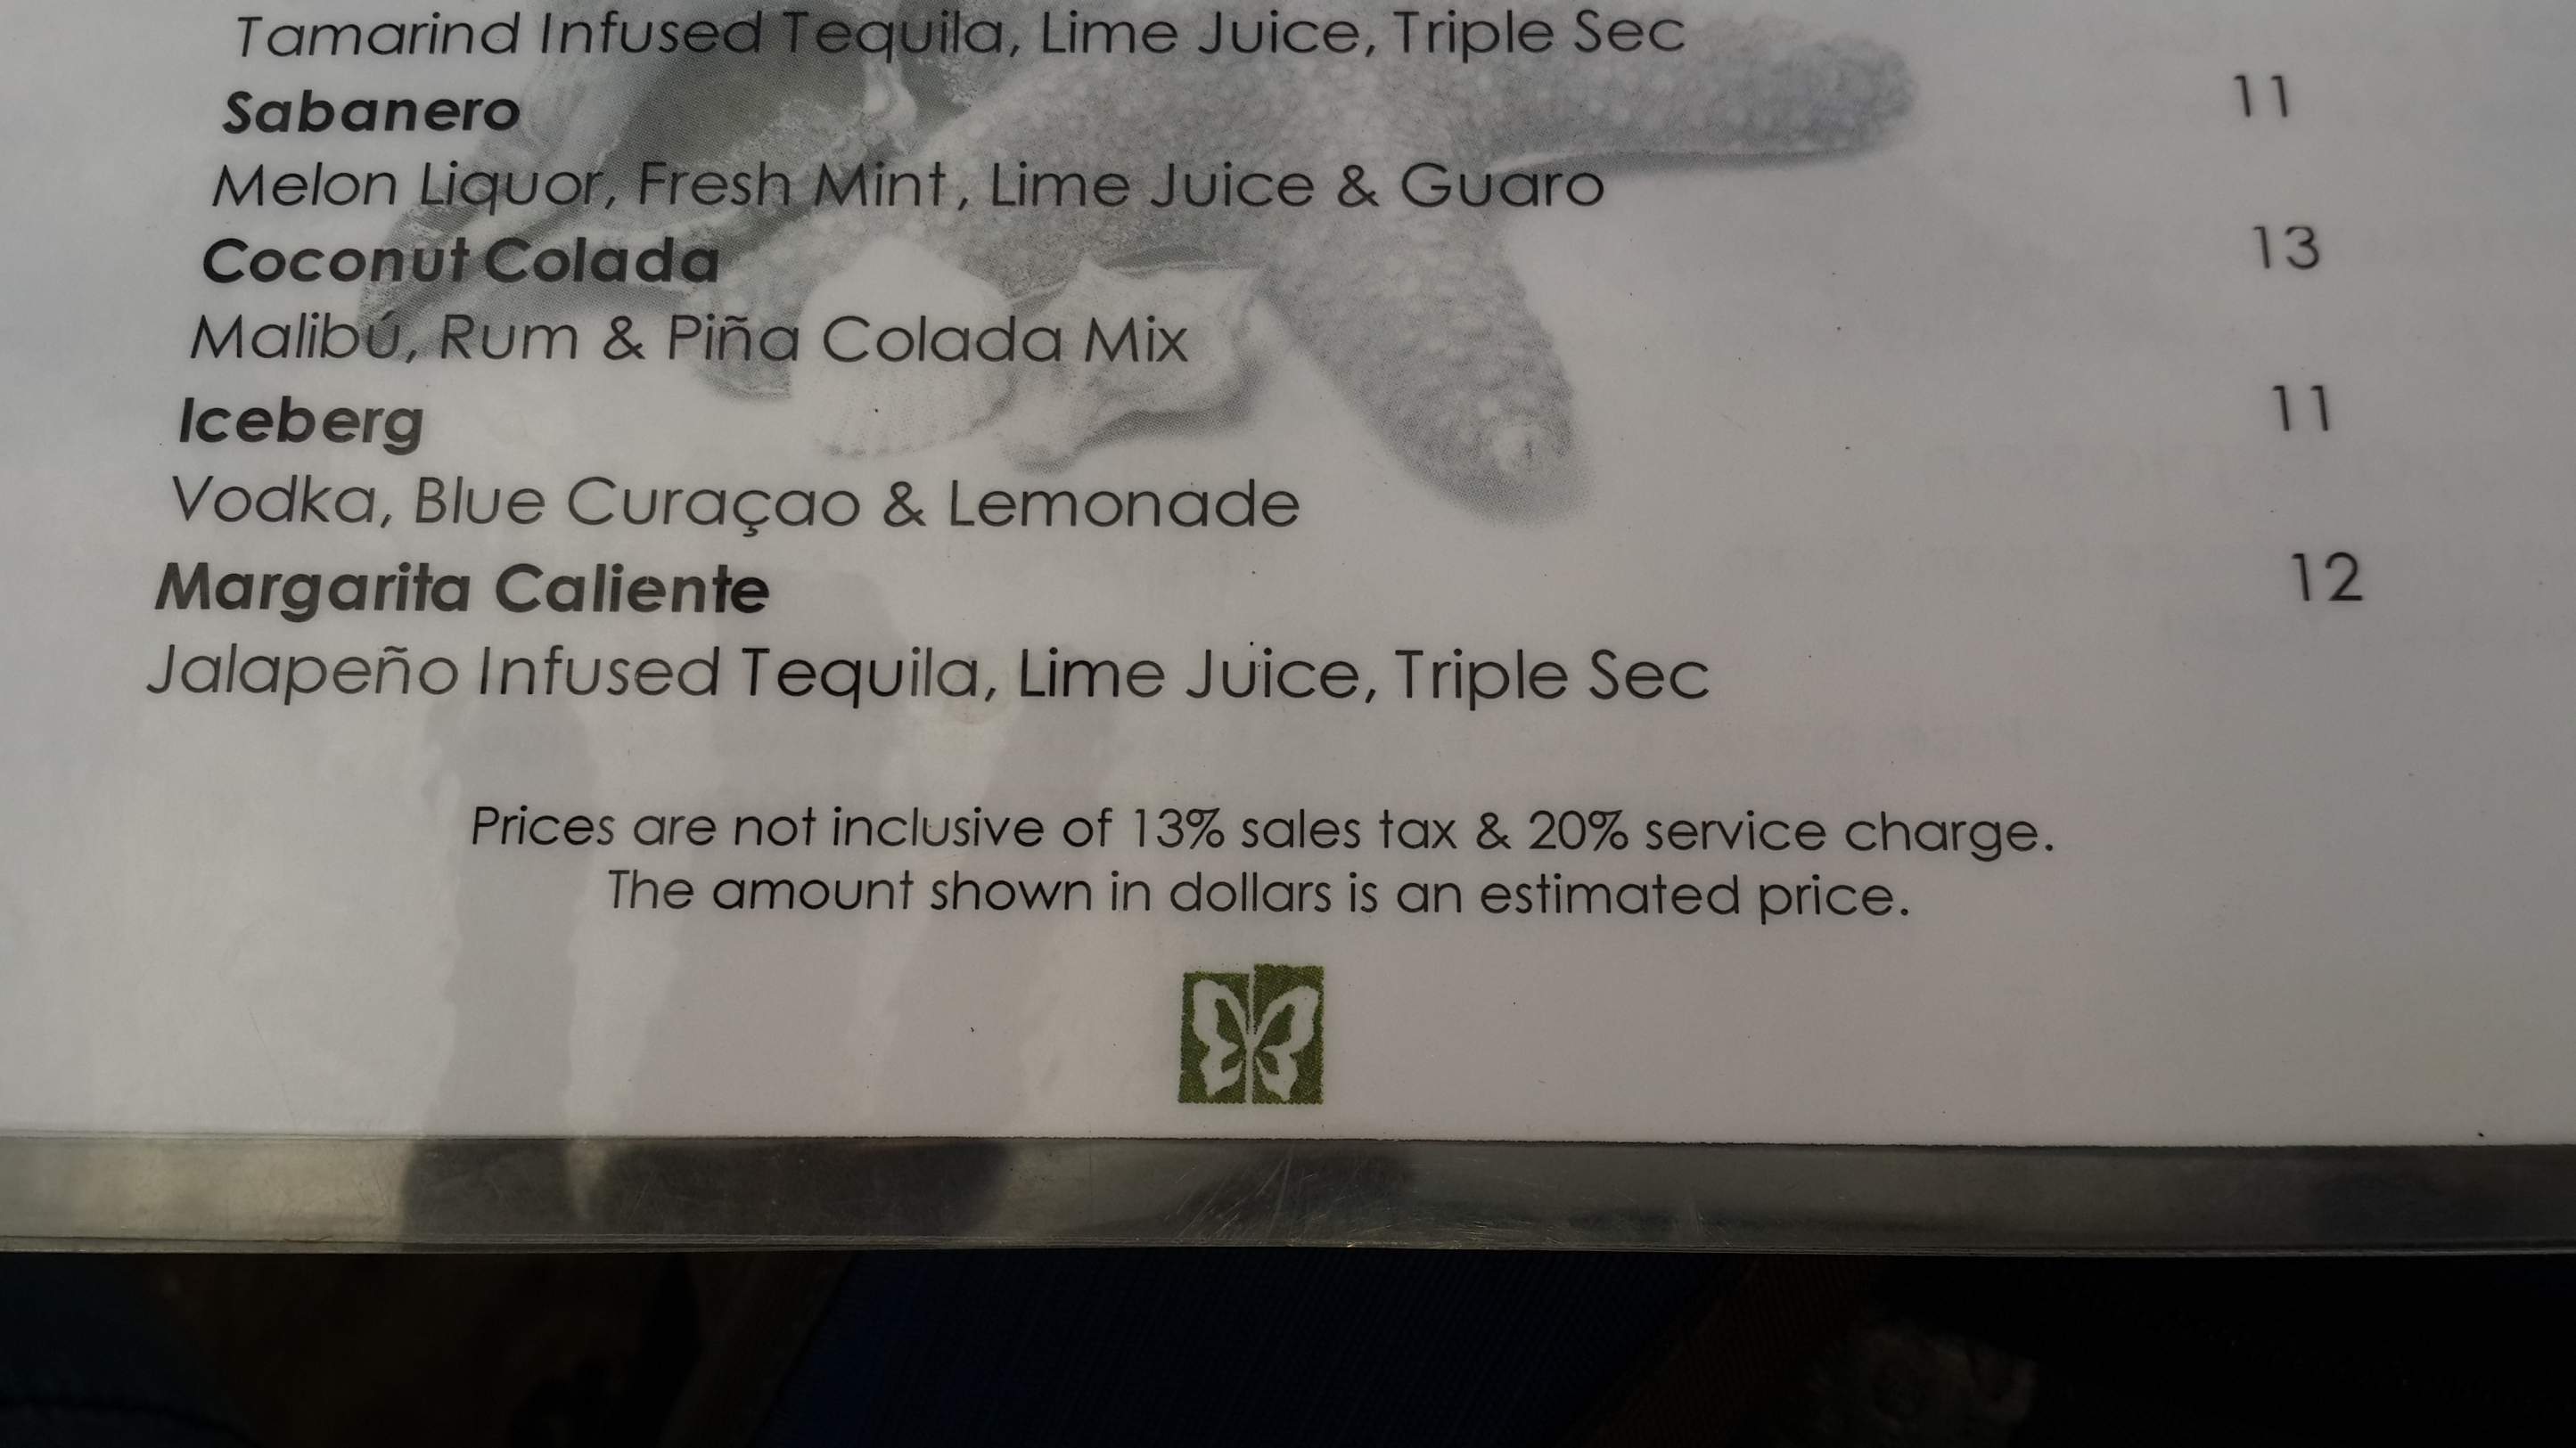 Tamarind Infused Tequila, Lime Juice, Triple Sec
Sabanero 11
Melon Liquor, Fresh Mint, Lime Juice & Guaro
Coconut Colada 13
Malibú, Rum & Piña Colada Mix
Iceberg 11
Vodka, Blue Curaçao & Lemonade
Margarita Caliente 12
Jalapeño Infused Tequila, Lime Juice, Triple Sec
Prices are not inclusive of 13% sales tax & 20% service charge.
The amount shown in dollars is an estimated price.